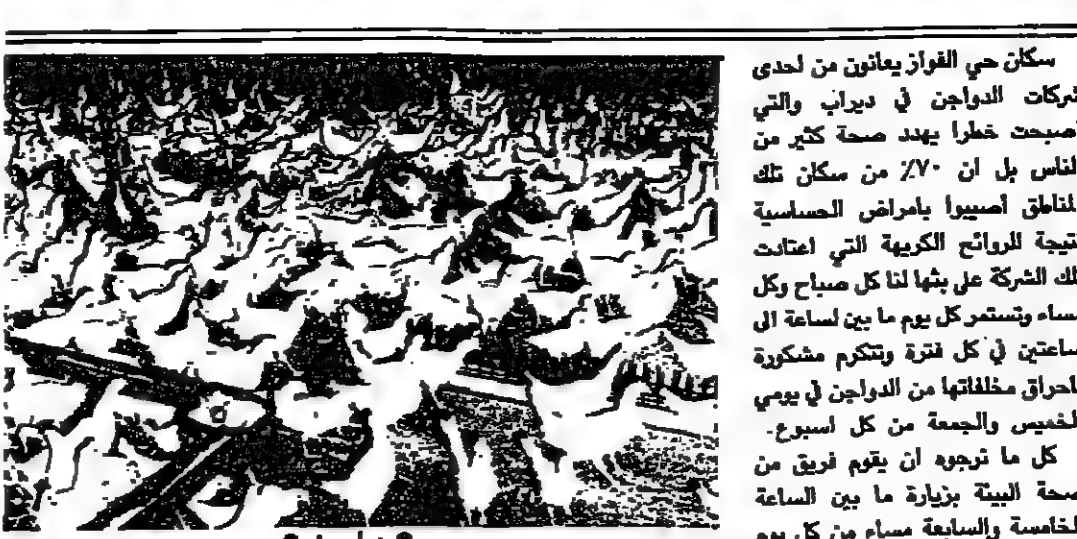 سكان حي الفواز يعانون من احدى
شركات الدواجن في ديراب والتي
أصبحت خطرا يهدد صحة كثير من
الناس بل ان ٧٠٪ من سكان تلك
المناطق أصيبوا بامراض الحساسية
نتيجة للروائح الكريهة التي اعتادت
تلك الشركة على بثها لنا كل صباح وكل
مساء وتستمر كل يوم ما بين لساعة الى
ساعتين في كل فترة وتتكرم مشكورة
باحراق مخلفاتها من الدواجن في يومي
الخميس والجمعة من كل اسبوع.
كل ما نرجوه ان يقوم فريق من
صحة البيئة بزيارة ما بين الساعة
الخامسة والسابعة مساء من كل يوم